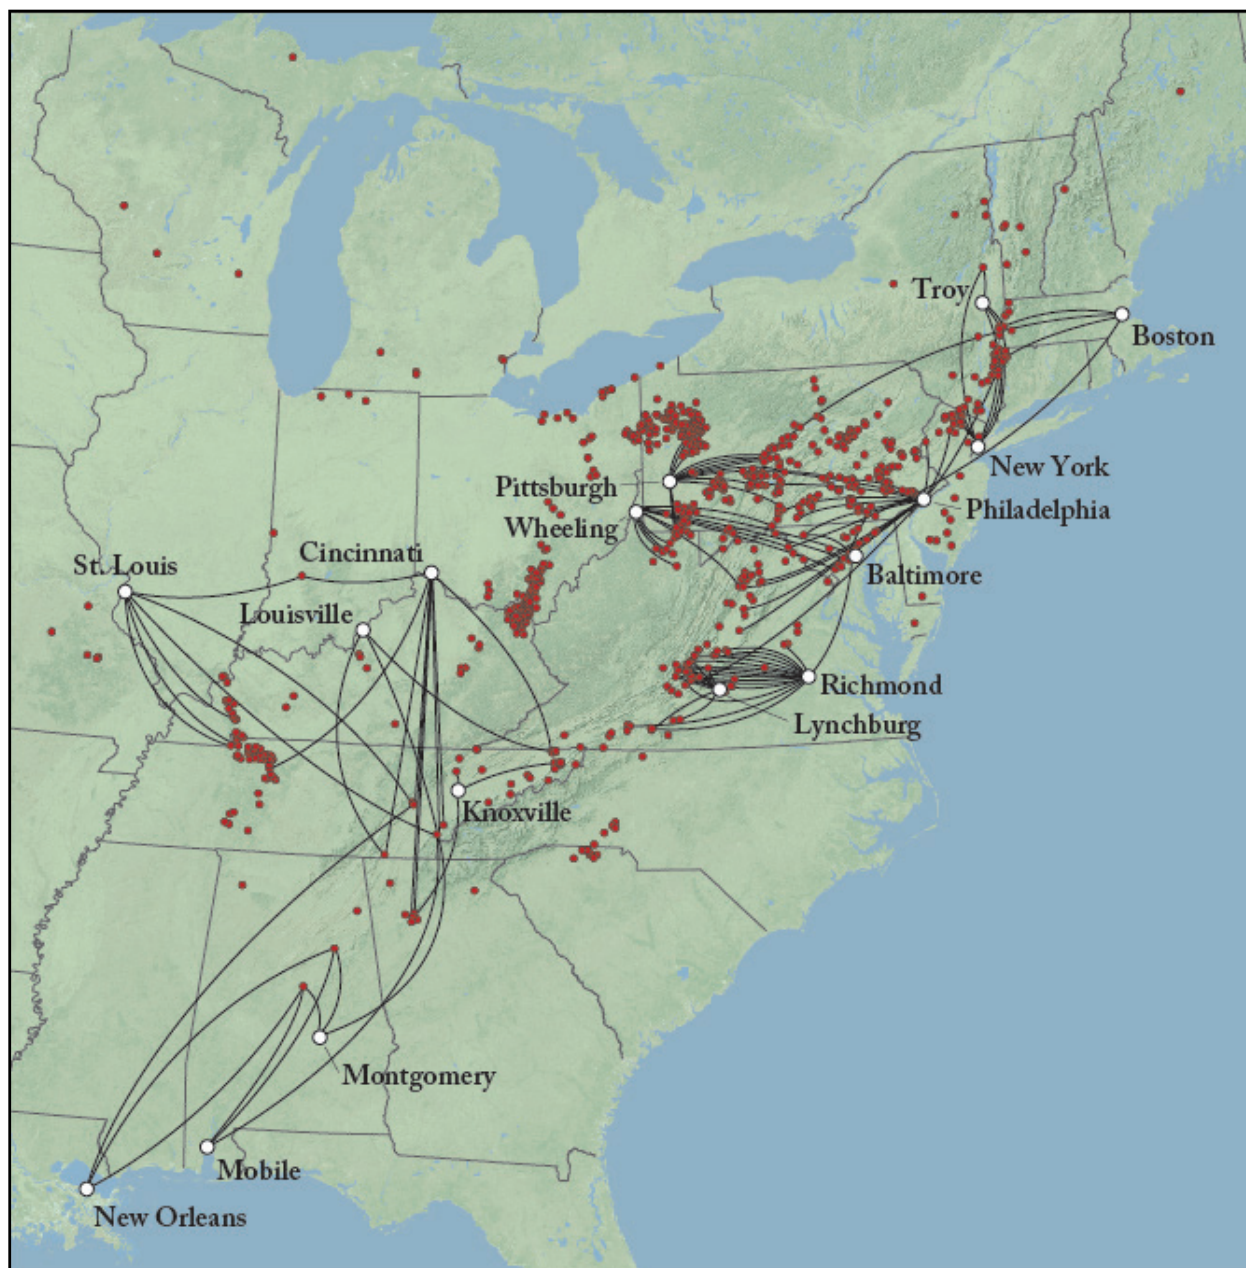 Troy
Boston
New York
Pittsburgh
Philadelphia
Wheeling
Cincinnati
St. Louis
Baltimore
Louisville
Richmond
Lynchburg
Knoxville
Montgomery
Mobile
New Orleans